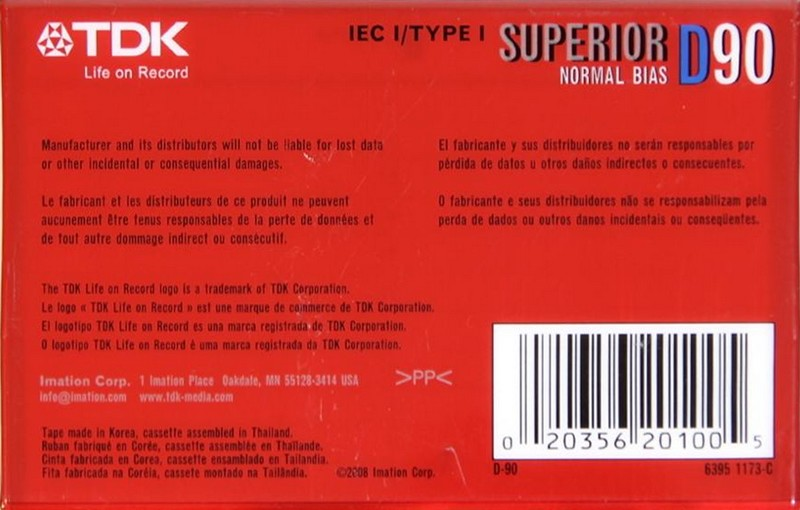 TDK
Life on Record
IEC I/TYPE I
SUPERIOR
NORMAL BIAS
D90
Manufacturer and its distributors will not be liable for lost data
or other incidental or consequential damages.
Le fabricant et les distributeurs de ce produit ne peuvent
aucunement être tenus responsables de la perte de données et
de tout autre dommage indirect ou consécutif.
El fabricante y sus distribuidores no serán responsables por
pérdida de datos u otros daños indirectos o consecuentes.
O fabricante e seus distribuidores não se responsabilizam pela
perda de dados ou outros danos incidentais ou conseqüentes.
The TDK Life on Record logo is a trademark of TDK Corporation.
Le logo « TDK Life on Record » est une marque de commerce de TDK Corporation.
El logotipo TDK Life on Record es una marca registrada de TDK Corporation.
O logotipo TDK Life on Record é uma marca registrada da TDK Corporation.
Imation Corp. 1 Imation Place Oakdale, MN 55128-3414 USA
info@imation.com www.tdk-media.com
>PP<
Tape made in Korea, cassette assembled in Thailand.
Ruban fabriqué en Corée, cassette assemblée en Thaïlande.
Cinta fabricada en Corea, cassette ensamblado en Tailandia.
Fita fabricada na Coréia, cassete montado na Tailândia.
©2008 Imation Corp.
0 20356 20100 5
D-90
6395 1173-C